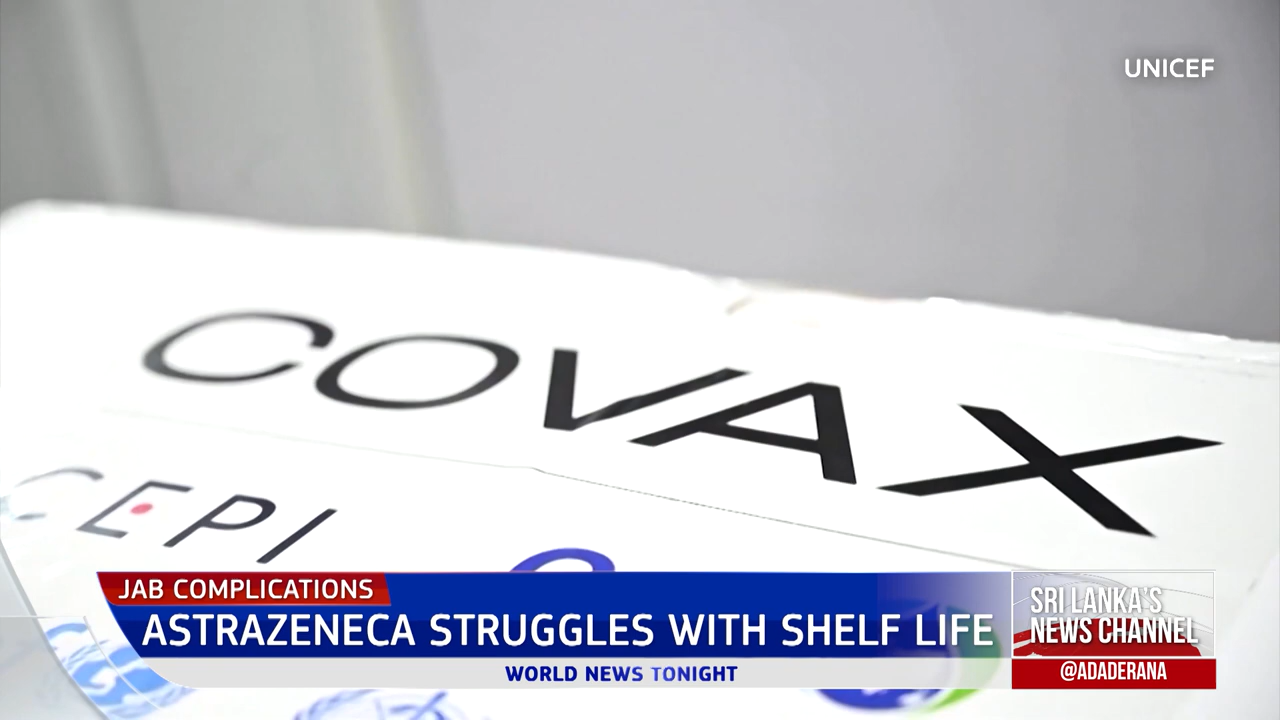 UNICEF
COVAX
CEPI
JAB COMPLICATIONS
ASTRAZENECA STRUGGLES WITH SHELF LIFE
WORLD NEWS TONIGHT
SRI LANKA'S
NEWS CHANNEL
@ADADERANA